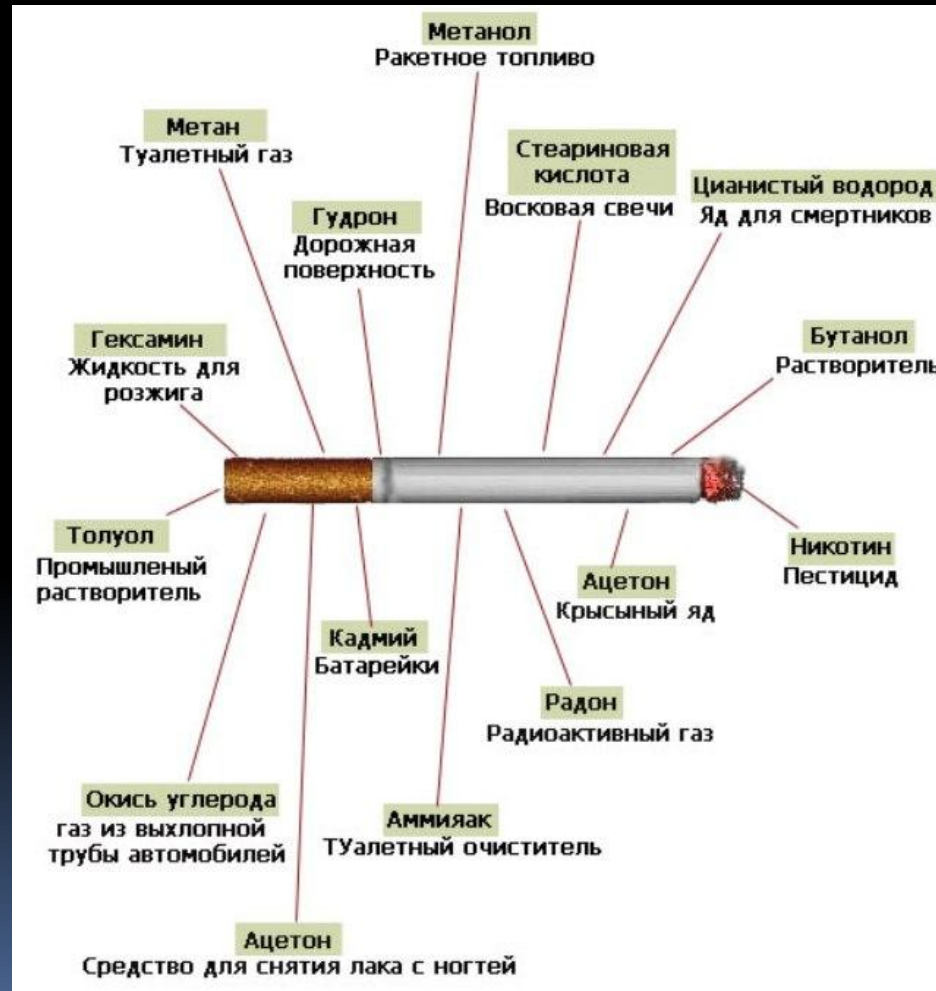 Метанол
Ракетное топливо
Метан
Туалетный газ
Стеариновая
кислота
Восковая свечи
Цианистый водород
Яд для смертников
Гудрон
Дорожная
поверхность
Гексамин
Жидкость для
розжига
Бутанол
Растворитель
Толуол
Промышленый
растворитель
Никотин
Пестицид
Ацетон
Крысыный яд
Кадмий
Батарейки
Радон
Радиоактивный газ
Окись углерода
газ из выхлопной
трубы автомобилей
Аммияак
ТУалетный очиститель
Ацетон
Средство для снятия лака с ногтей